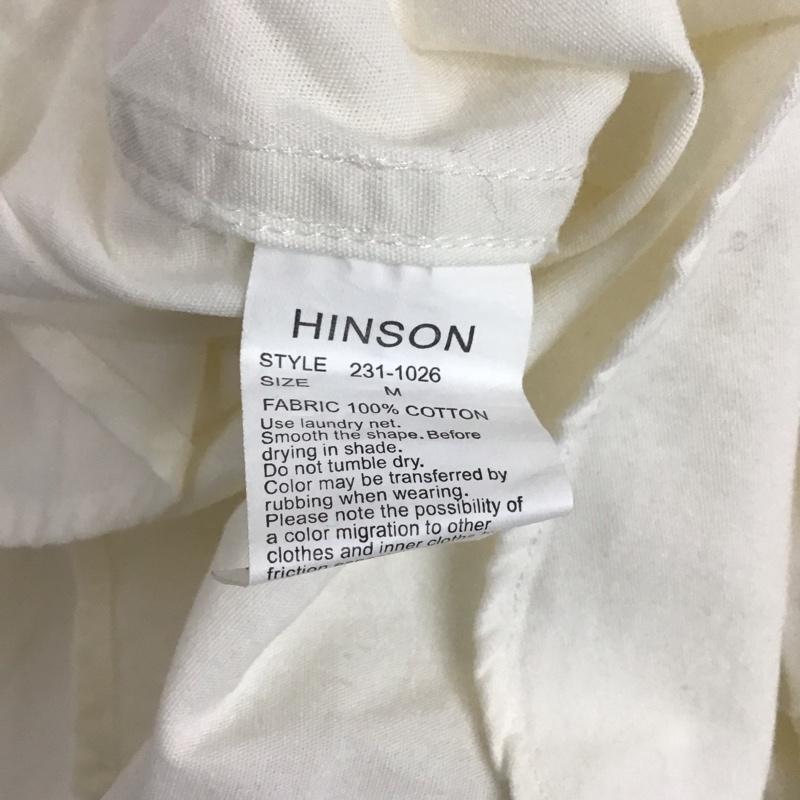 HINSON
STYLE 231-1026
SIZE M
FABRIC 100% COTTON
Use laundry net.
Smooth the shape. Before
drying in shade.
Do not tumble dry.
Color may be transferred by
rubbing when wearing.
Please note the possibility of
a color migration to other
clothes and inner
friction